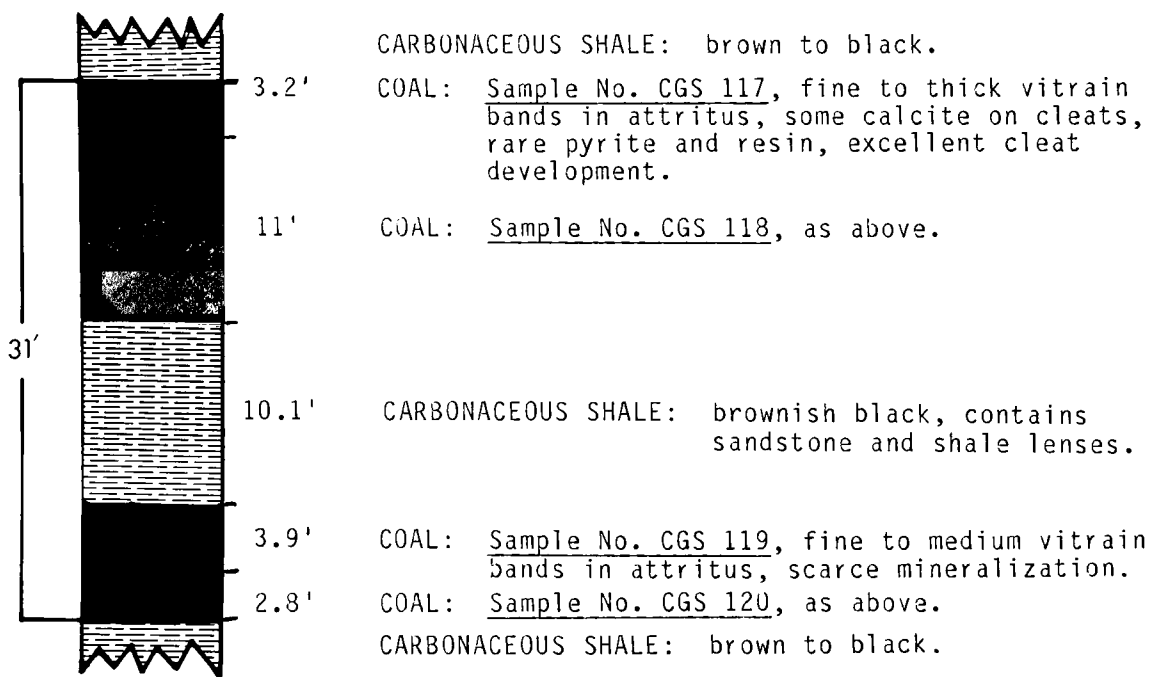 CARBONACEOUS SHALE: brown to black.
3.2' COAL: Sample No. CGS 117, fine to thick vitrain
bands in attritus, some calcite on cleats,
rare pyrite and resin, excellent cleat
development.
11' COAL: Sample No. CGS 118, as above.
31'
10.1' CARBONACEOUS SHALE: brownish black, contains
sandstone and shale lenses.
3.9' COAL: Sample No. CGS 119, fine to medium vitrain
bands in attritus, scarce mineralization.
2.8' COAL: Sample No. CGS 120, as above.
CARBONACEOUS SHALE: brown to black.